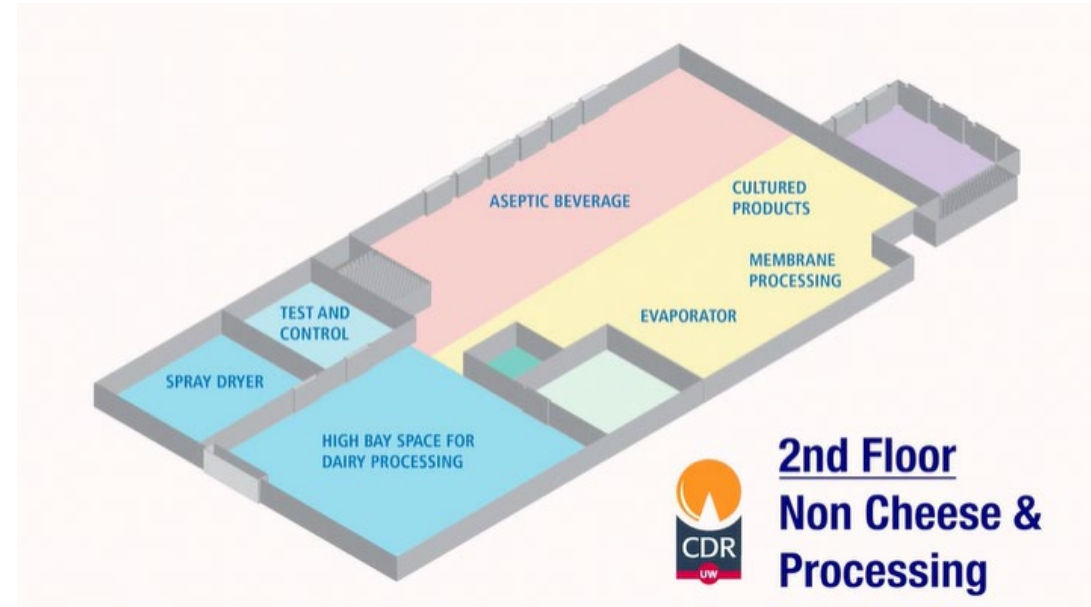 ASEPTIC BEVERAGE
CULTURED
PRODUCTS
MEMBRANE
PROCESSING
EVAPORATOR
TEST AND
CONTROL
SPRAY DRYER
HIGH BAY SPACE FOR
DAIRY PROCESSING
2nd Floor
Non Cheese &
Processing
CDR
UW